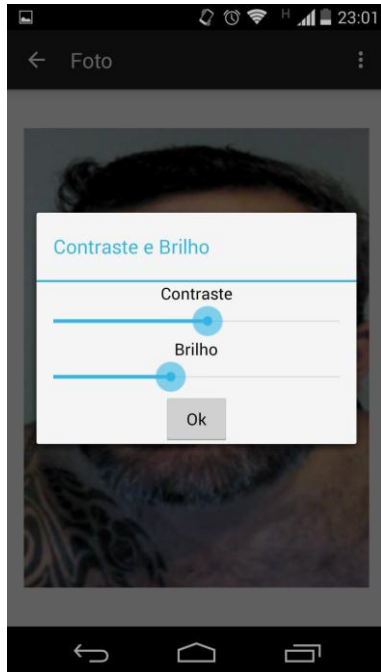 H 23:01
Foto
Contraste e Brilho
Contraste
Brilho
Ok